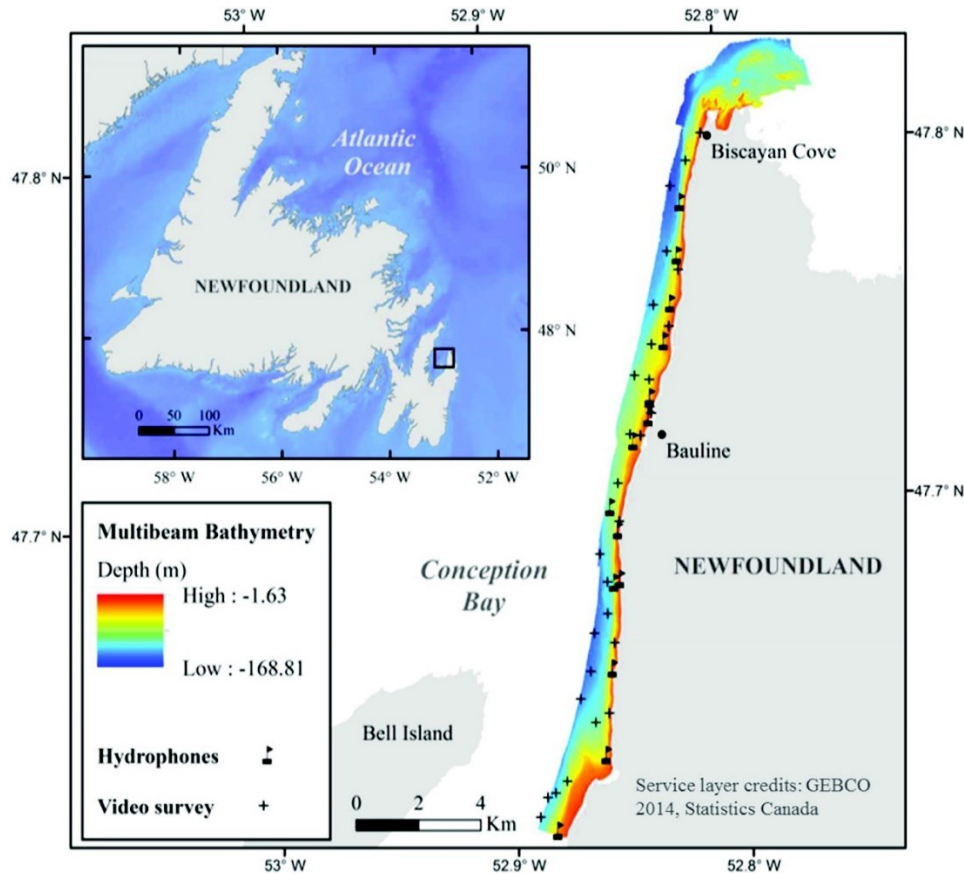 53° W
52.9° W
52.8° W
47.8° N
Atlantic
Ocean
50° N
NEWFOUNDLAND
48° N
0 50 100
Km
58° W
56° W
54° W
52° W
47.8° N
Biscayan Cove
Bauline
47.7° N
47.7° N
Multibeam Bathymetry
Depth (m)
High : -1.63
Low : -168.81
Hydrophones
Video survey
Conception
Bay
NEWFOUNDLAND
Bell Island
0 2 4
Km
Service layer credits: GEBCO
2014, Statistics Canada
53° W
52.9° W
52.8° W